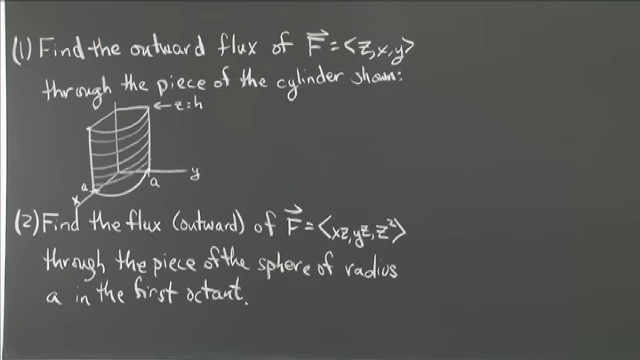 (1) Find the outward flux of F→ = <z,x,y>
through the piece of the cylinder shown:
← z=h
a
a
y
x
(2) Find the flux (outward) of F→ = <xz, yz, z²>
through the piece of the sphere of radius
a in the first octant.